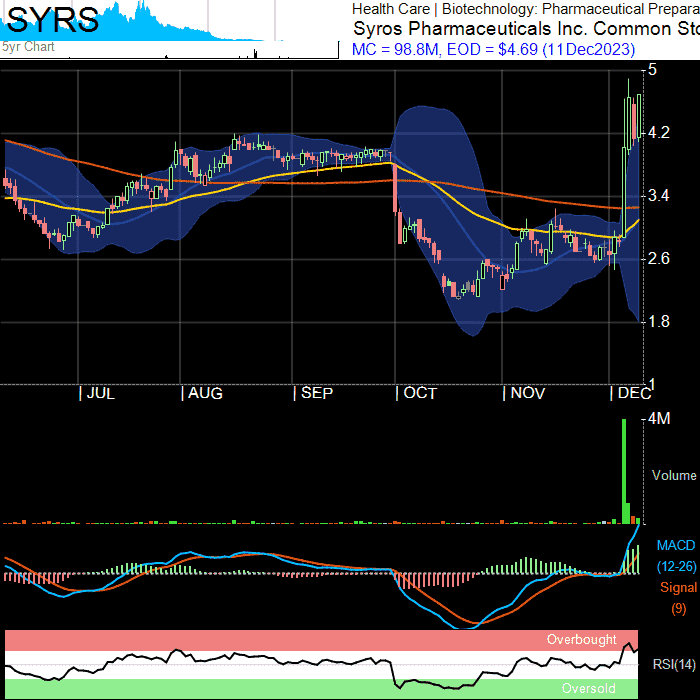 SYRS
5yr Chart
Health Care | Biotechnology: Pharmaceutical Prepara
Syros Pharmaceuticals Inc. Common Sto
MC = 98.8M, EOD = $4.69 (11Dec2023)
5
4.2
3.4
2.6
1.8
1
JUL
AUG
SEP
OCT
NOV
DEC
4M
Volume
MACD
(12-26)
Signal
(9)
Overbought
RSI(14)
Oversold